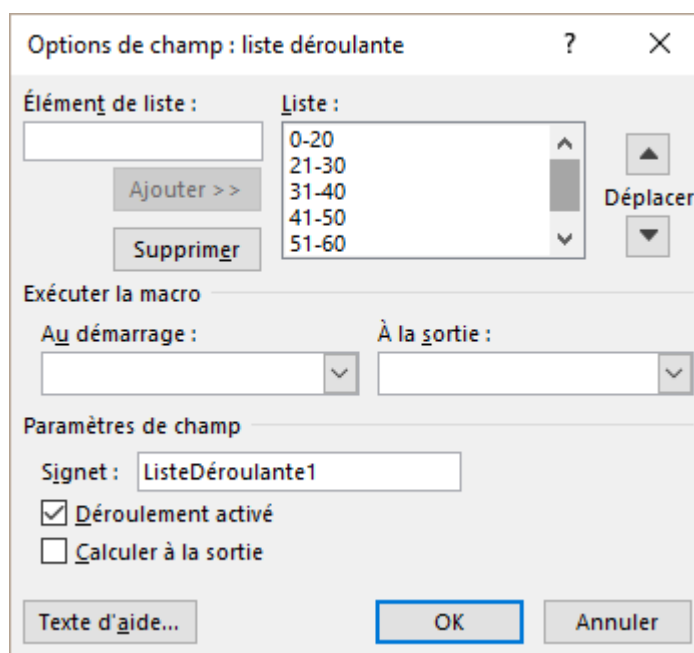 Options de champ : liste déroulante ?
Élément de liste :
Liste :
0-20
21-30
31-40
41-50
51-60
Ajouter >>
Supprimer
Déplacer
Exécuter la macro
Au démarrage :
À la sortie :
Paramètres de champ
Signet : ListeDéroulante1
Déroulement activé
Calculer à la sortie
Texte d'aide...
OK
Annuler